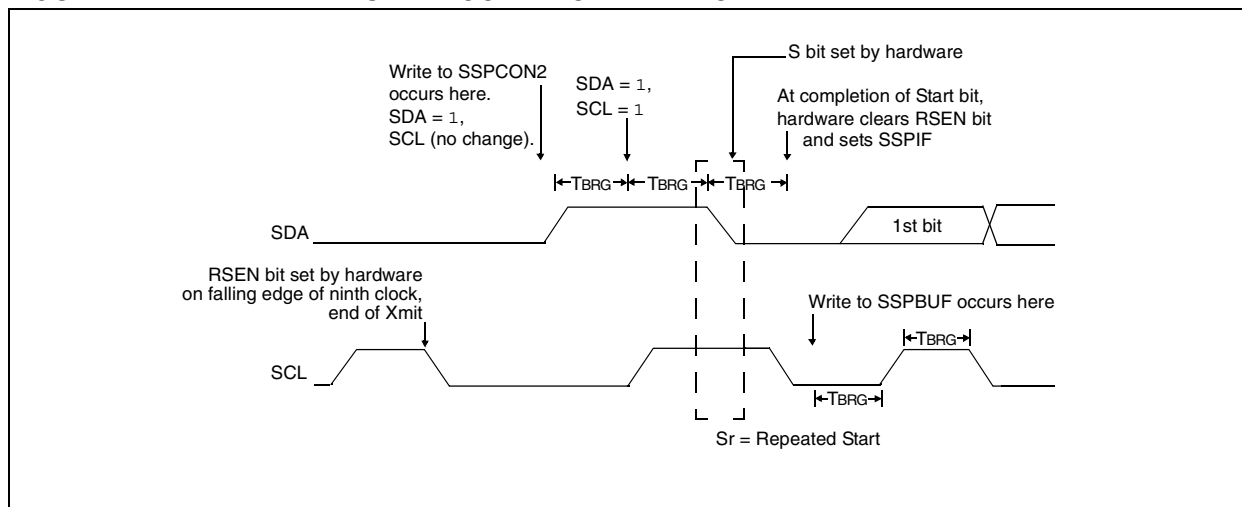 S bit set by hardware
Write to SSPCON2
occurs here.
SDA = 1,
SCL (no change).
SDA = 1,
SCL = 1
At completion of Start bit,
hardware clears RSEN bit
and sets SSPIF
TBRG
TBRG
TBRG
SDA
1st bit
RSEN bit set by hardware
on falling edge of ninth clock,
end of Xmit
Write to SSPBUF occurs here
TBRG
SCL
TBRG
Sr = Repeated Start